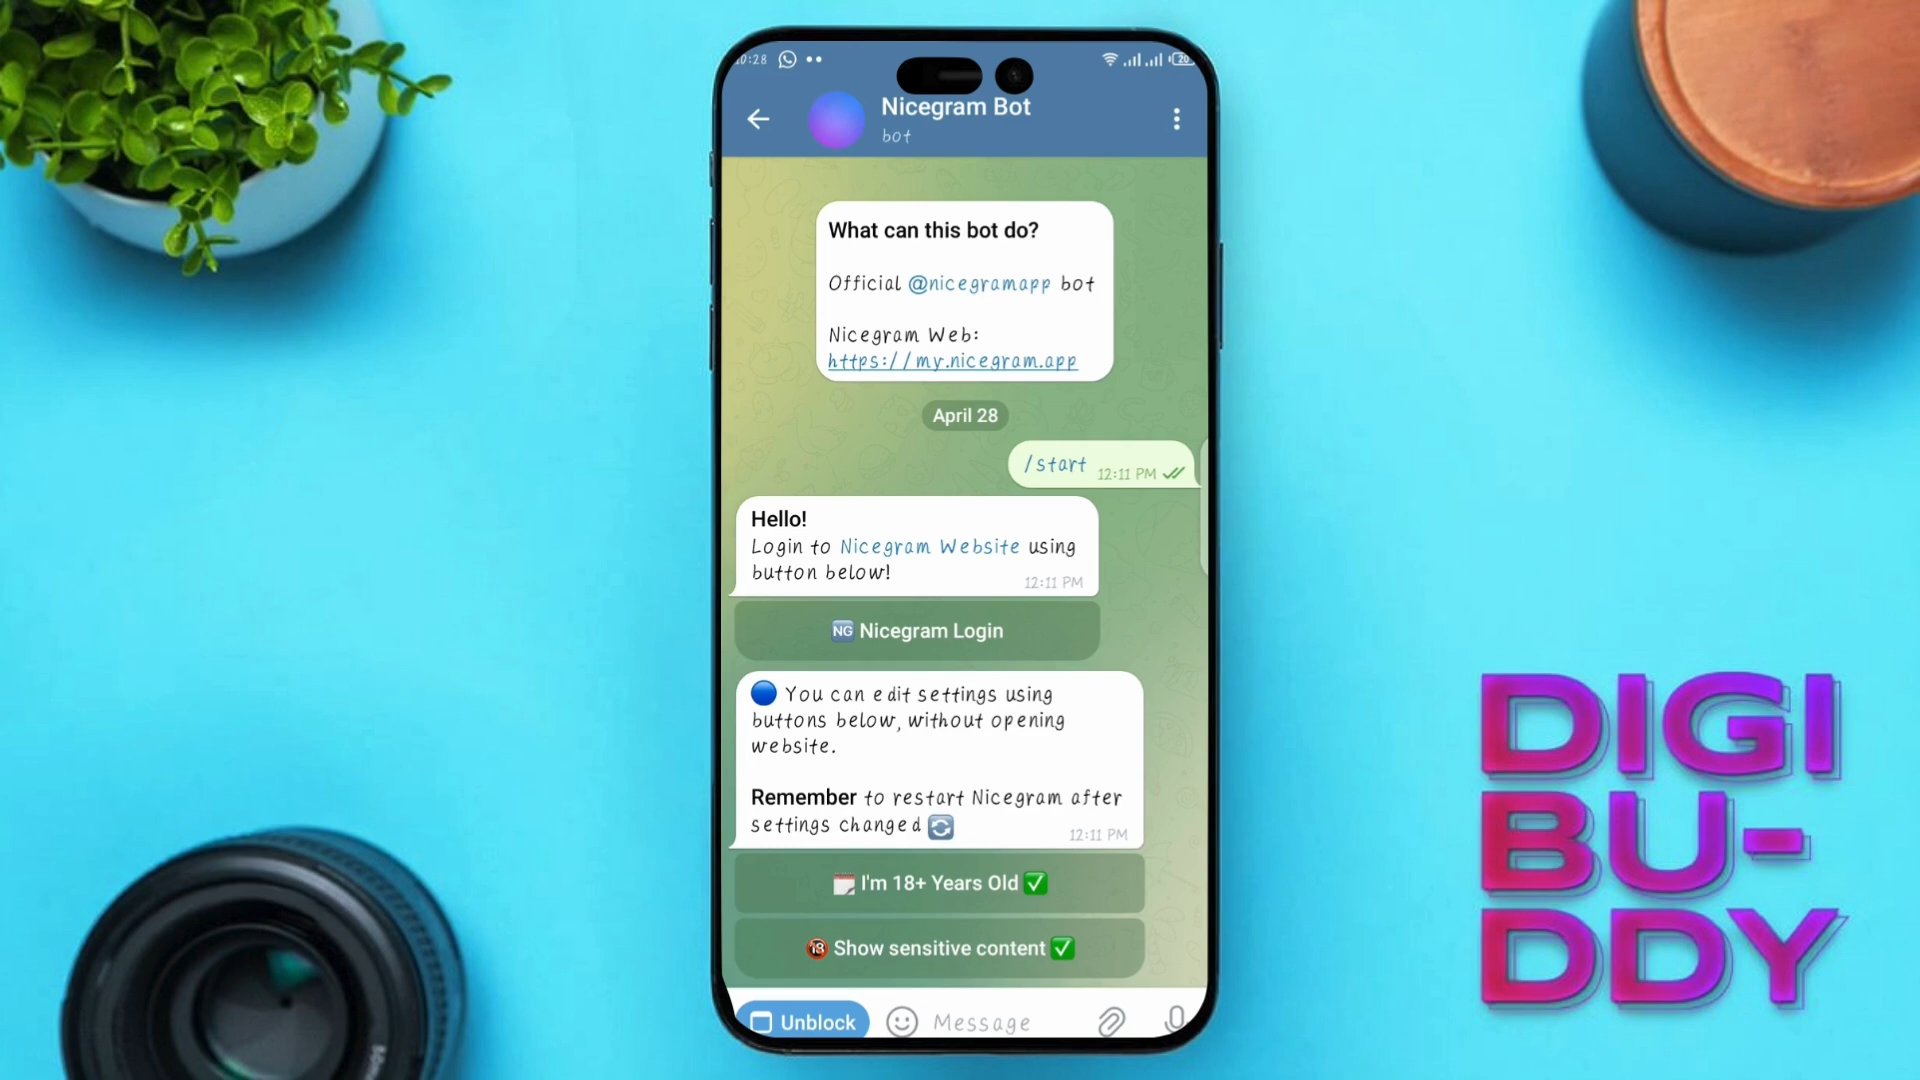 :28
20
Nicegram Bot
bot
What can this bot do?
Official @nicegramapp bot
Nicegram Web:
https://my.nicegram.app
April 28
/start 12:11 PM
Hello!
Login to Nicegram Website using
button below!
12:11 PM
NG Nicegram Login
You can edit settings using
buttons below, without opening
website.
Remember to restart Nicegram after
settings changed
12:11 PM
I'm 18+ Years Old
18 Show sensitive content
Unblock
Message
DIGI
BU-
DDY